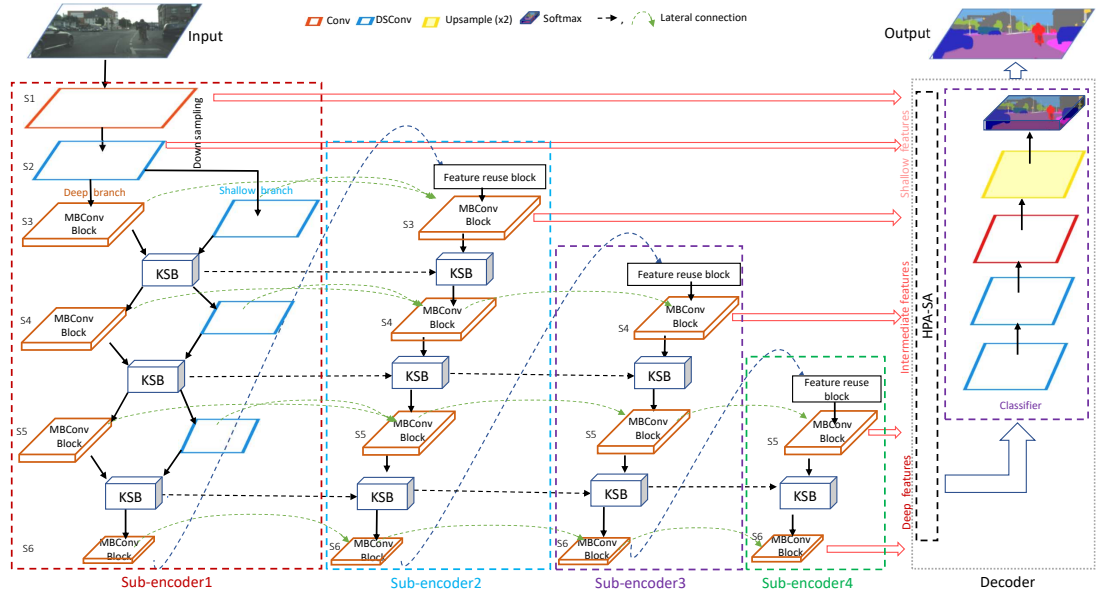 Input
Conv
DSConv
Upsample (x2)
Softmax
,
Lateral connection
Output
S1
Down sampling
S2
Deep branch
Shallow branch
S3
MBConv
Block
KSB
S4
MBConv
Block
KSB
S5
MBConv
Block
KSB
S6
MBConv
Block
Sub-encoder1
Feature reuse block
S3
MBConv
Block
KSB
S4
MBConv
Block
KSB
S5
MBConv
Block
KSB
S6
MBConv
Block
Sub-encoder2
Feature reuse block
S4
MBConv
Block
KSB
S5
MBConv
Block
KSB
S6
MBConv
Block
Sub-encoder3
Feature reuse
block
S5
MBConv
Block
KSB
S6
MBConv
Block
Sub-encoder4
Shallow features
Intermediate features
Deep features
HPA-SA
Classifier
Decoder